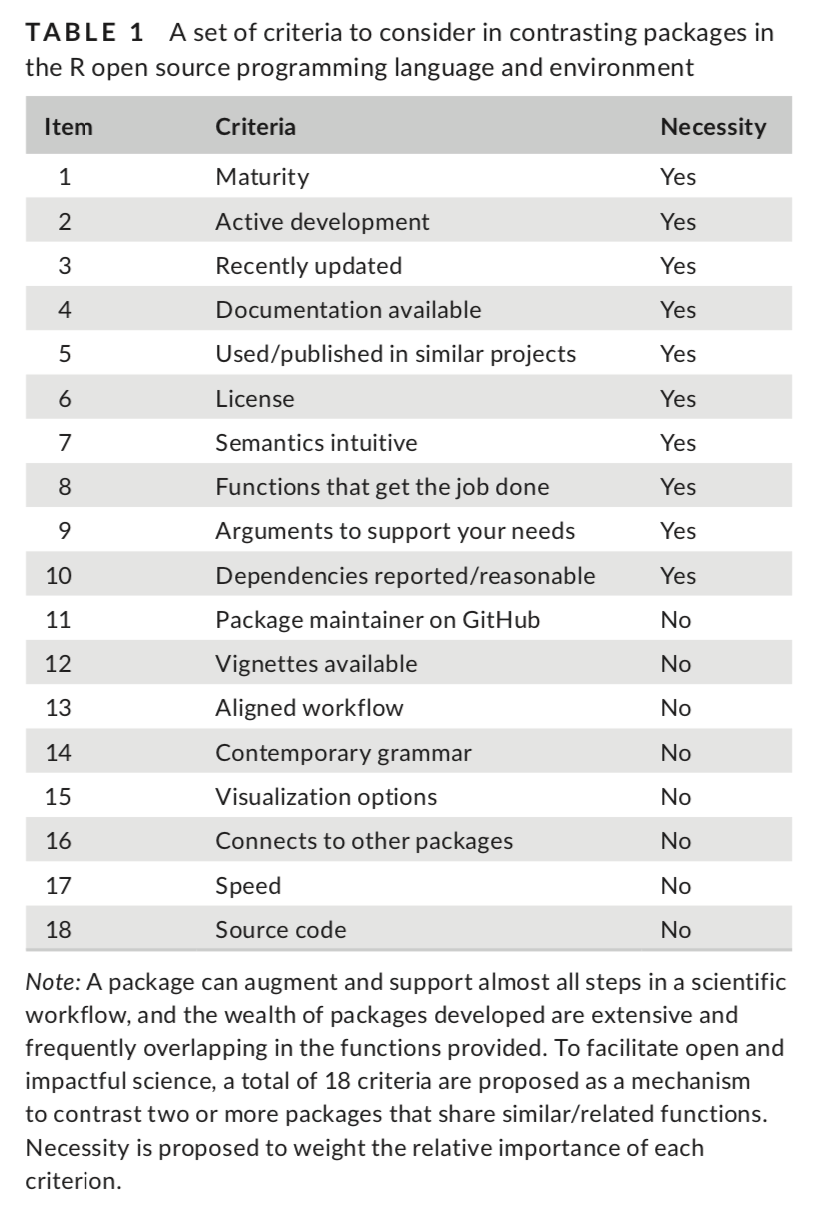 TABLE 1 A set of criteria to consider in contrasting packages in
the R open source programming language and environment
Item Criteria Necessity
1 Maturity Yes
2 Active development Yes
3 Recently updated Yes
4 Documentation available Yes
5 Used/published in similar projects Yes
6 License Yes
7 Semantics intuitive Yes
8 Functions that get the job done Yes
9 Arguments to support your needs Yes
10 Dependencies reported/reasonable Yes
11 Package maintainer on GitHub No
12 Vignettes available No
13 Aligned workflow No
14 Contemporary grammar No
15 Visualization options No
16 Connects to other packages No
17 Speed No
18 Source code No
Note: A package can augment and support almost all steps in a scientific
workflow, and the wealth of packages developed are extensive and
frequently overlapping in the functions provided. To facilitate open and
impactful science, a total of 18 criteria are proposed as a mechanism
to contrast two or more packages that share similar/related functions.
Necessity is proposed to weight the relative importance of each
criterion.